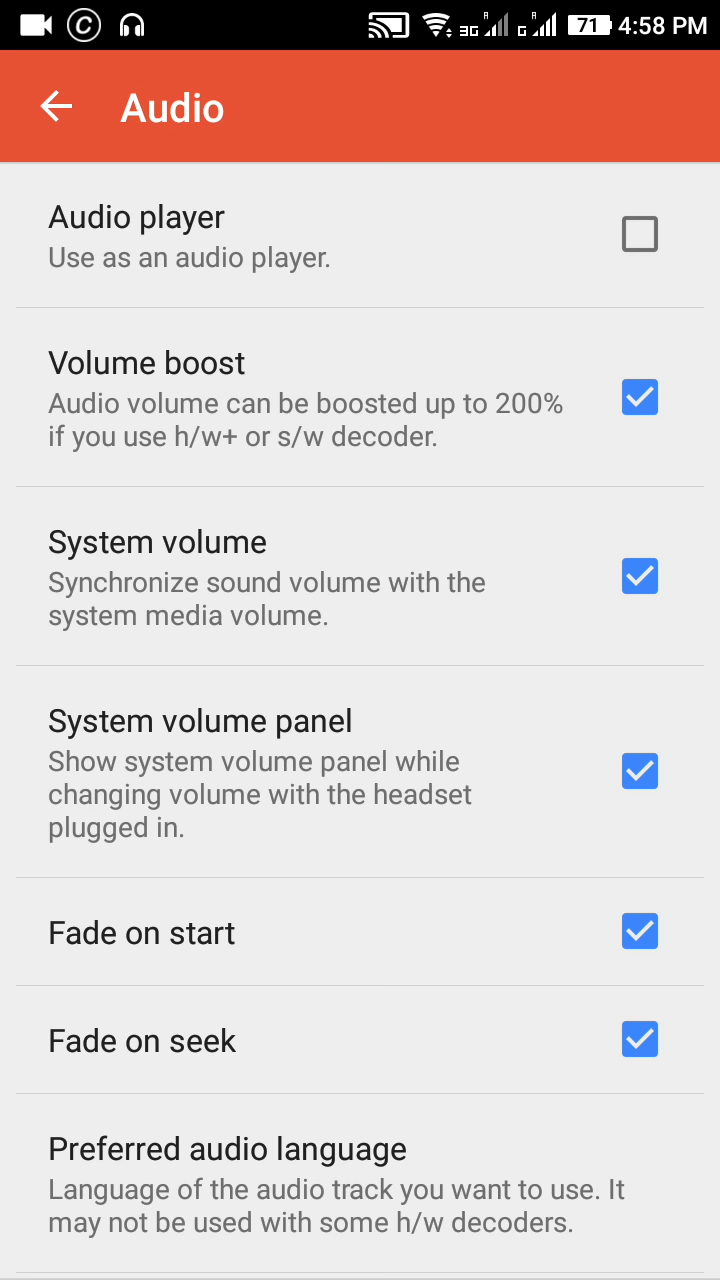 C 3G R G R 71 4:58 PM
Audio
Audio player
Use as an audio player.
Volume boost
Audio volume can be boosted up to 200%
if you use h/w+ or s/w decoder.
System volume
Synchronize sound volume with the
system media volume.
System volume panel
Show system volume panel while
changing volume with the headset
plugged in.
Fade on start
Fade on seek
Preferred audio language
Language of the audio track you want to use. It
may not be used with some h/w decoders.